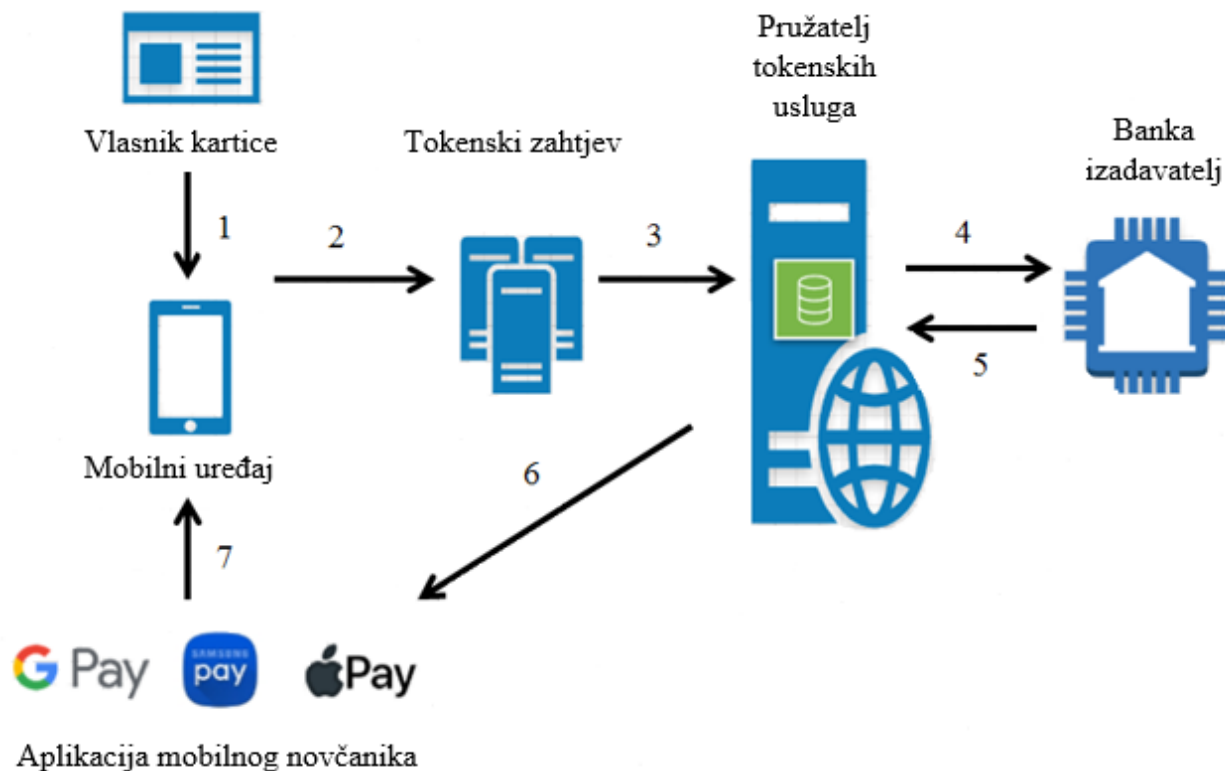 Pružatelj
tokenskih
usluga
Vlasnik kartice
Tokenski zahtjev
Banka
izadavatelj
1
2
3
4
5
Mobilni uređaj
6
7
G Pay
SAMSUNG
pay
Pay
Aplikacija mobilnog novčanika